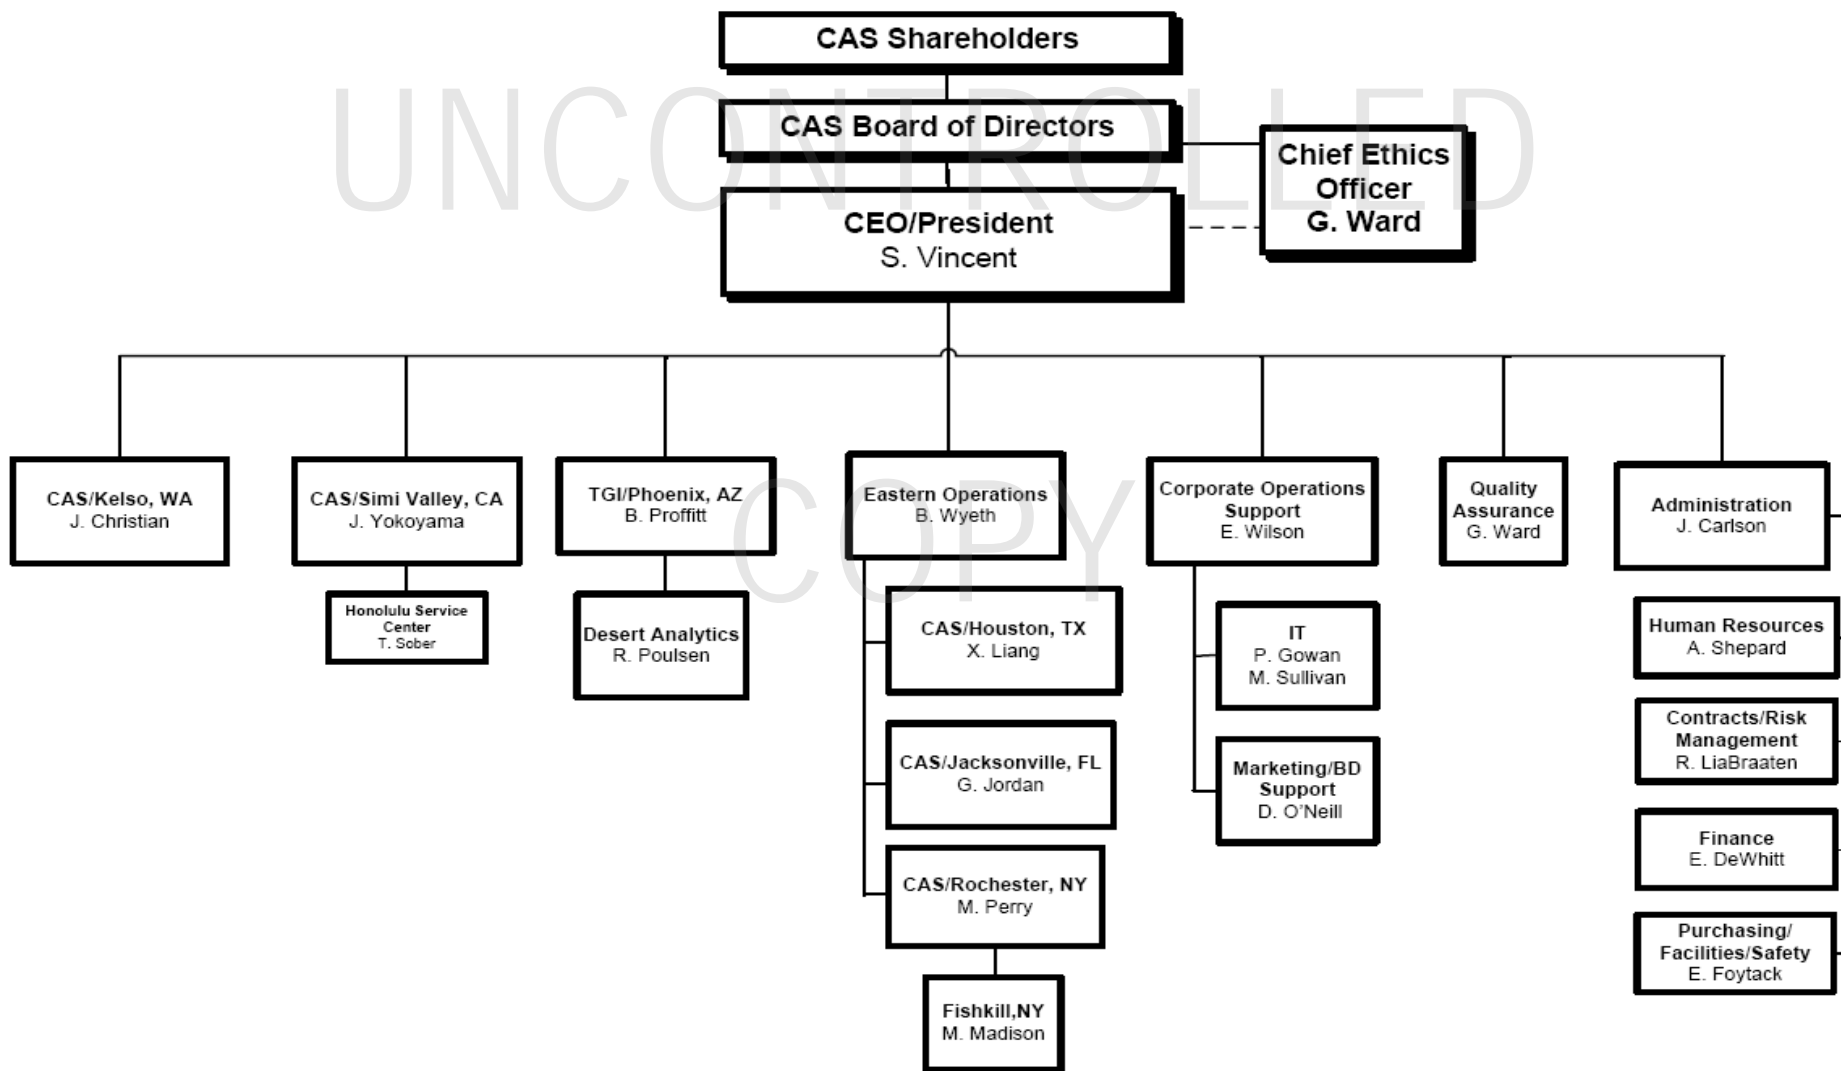 CAS Shareholders
UNCONTROLLED
CAS Board of Directors
Chief Ethics
Officer
G. Ward
CEO/President
S. Vincent
CAS/Kelso, WA
J. Christian
CAS/Simi Valley, CA
J. Yokoyama
Honolulu Service
Center
T. Sober
TGI/Phoenix, AZ
B. Proffitt
Desert Analytics
R. Poulsen
Eastern Operations
B. Wyeth
COPY
CAS/Houston, TX
X. Liang
CAS/Jacksonville, FL
G. Jordan
CAS/Rochester, NY
M. Perry
Fishkill,NY
M. Madison
Corporate Operations
Support
E. Wilson
IT
P. Gowan
M. Sullivan
Marketing/BD
Support
D. O'Neill
Quality
Assurance
G. Ward
Administration
J. Carlson
Human Resources
A. Shepard
Contracts/Risk
Management
R. LiaBraaten
Finance
E. DeWhitt
Purchasing/
Facilities/Safety
E. Foytack